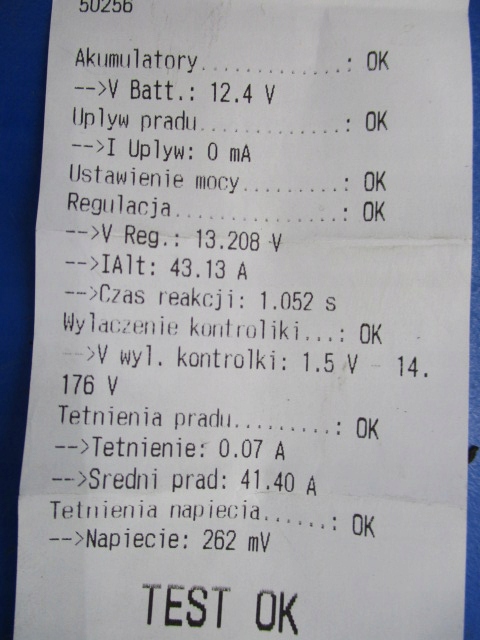 50256
Akumulatory.............: OK
-->V Batt.: 12.4 V
Uplyw pradu.............: OK
-->I Uplyw: 0 mA
Ustawienie mocy.........: OK
Regulacja...............: OK
-->V Reg.: 13.208 V
-->IAlt: 43.13 A
-->Czas reakcji: 1.052 s
Wylaczenie kontroliki...: OK
-->V wyl. kontrolki: 1.5 V - 14.
176 V
Tetnienia pradu.........: OK
-->Tetnienie: 0.07 A
-->Sredni prad: 41.40 A
Tetnienia napiecia......: OK
-->Napiecie: 262 mV
TEST OK